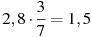 2,8 · 3/7 = 1,5